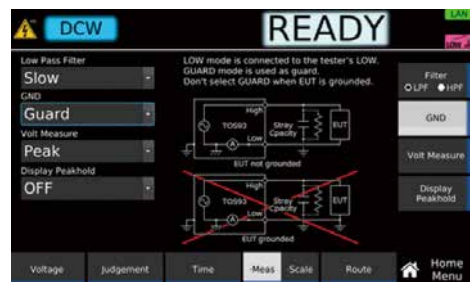 DCW
READY
LAN
LOW
Low Pass Filter
Slow
GND
Guard
Volt Measure
Peak
Display Peakhold
OFF
LOW mode is connected to the tester's LOW.
GUARD mode is used as guard.
Don't select GUARD when EUT is grounded.
High
TOS93
Stray
Cpacity
EUT
Low
A
EUT not grounded
High
TOS93
Stray
Cpacity
EUT
Low
A
EUT grounded
Filter
LPF HPF
GND
Volt Measure
Display
Peakhold
Voltage
Judgement
Time
Meas
Scale
Route
Home
Menu